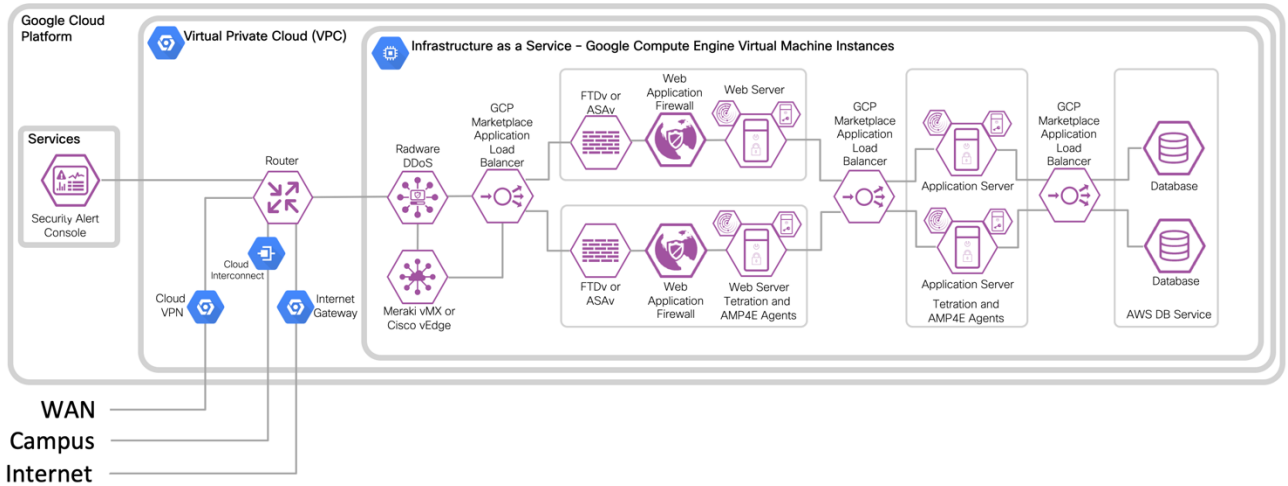 Google Cloud
Platform
Virtual Private Cloud (VPC)
Infrastructure as a Service – Google Compute Engine Virtual Machine Instances
Services
Security Alert
Console
Router
Cloud
Interconnect
Cloud
VPN
Internet
Gateway
Radware
DDoS
Meraki vMX or
Cisco vEdge
GCP
Marketplace
Application
Load
Balancer
FTDv or
ASAv
Web
Application
Firewall
Web Server
FTDv or
ASAv
Web
Application
Firewall
Web Server
Tetration and
AMP4E Agents
GCP
Marketplace
Application
Load
Balancer
Application Server
Application Server
Tetration and
AMP4E Agents
GCP
Marketplace
Application
Load
Balancer
Database
Database
AWS DB Service
WAN
Campus
Internet